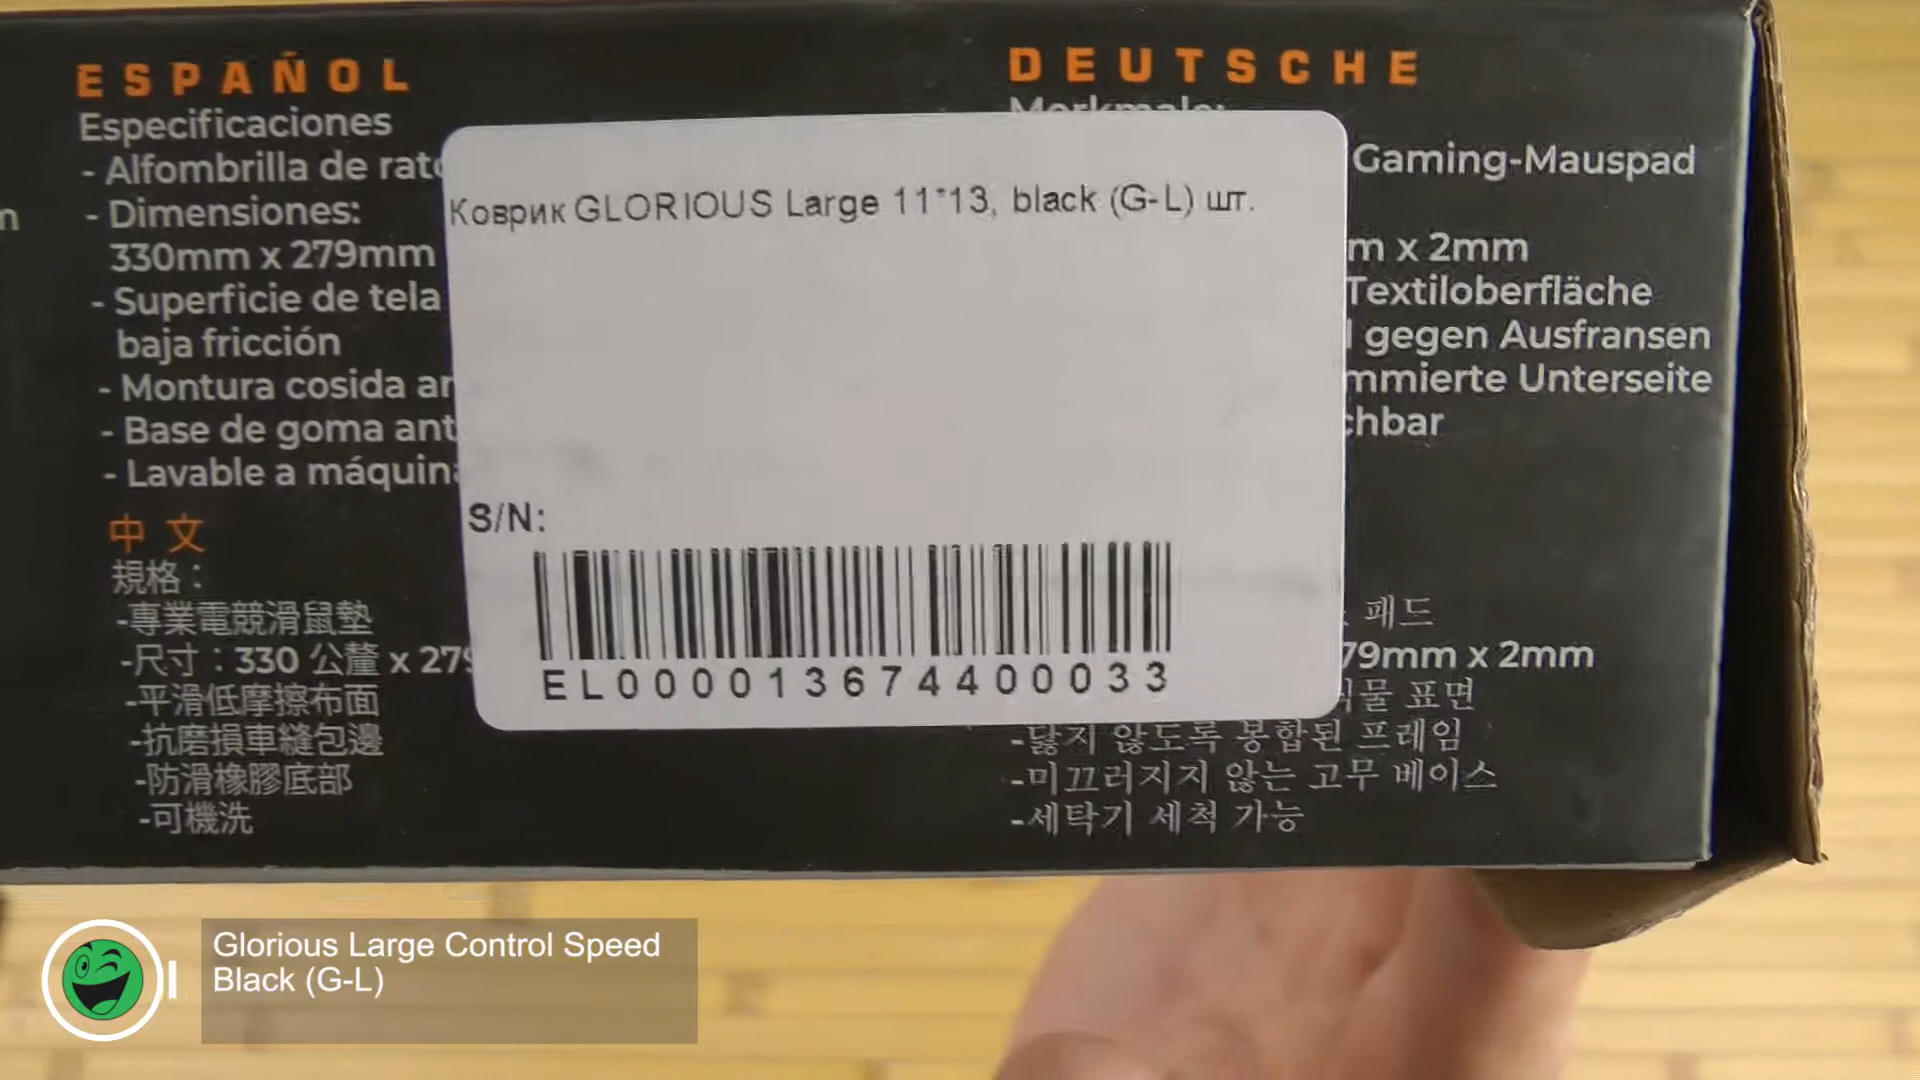 ESPAÑOL
Especificaciones
- Alfombrilla de rato
- Dimensiones:
330mm x 279mm
- Superficie de tela
baja fricción
- Montura cosida an
- Base de goma ant
- Lavable a máquina
中文
規格：
-專業電競滑鼠墊
-尺寸：330 公釐 x 279
-平滑低摩擦布面
-抗磨損車縫包邊
-防滑橡膠底部
-可機洗
DEUTSCHE
Merkmale:
Gaming-Mauspad
m x 2mm
Textiloberfläche
gegen Ausfransen
mmierte Unterseite
chbar
Коврик GLORIOUS Large 11*13, black (G-L) шт.
S/N:
EL000013674400033
패드
79mm x 2mm
직물 표면
-닳지 않도록 봉합된 프레임
-미끄러지지 않는 고무 베이스
-세탁기 세척 가능
Glorious Large Control Speed
Black (G-L)